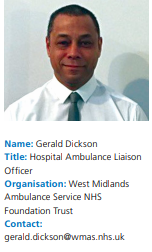 Name: Gerald Dickson
Title: Hospital Ambulance Liaison
Officer
Organisation: West Midlands
Ambulance Service NHS
Foundation Trust
Contact:
gerald.dickson@wmas.nhs.uk